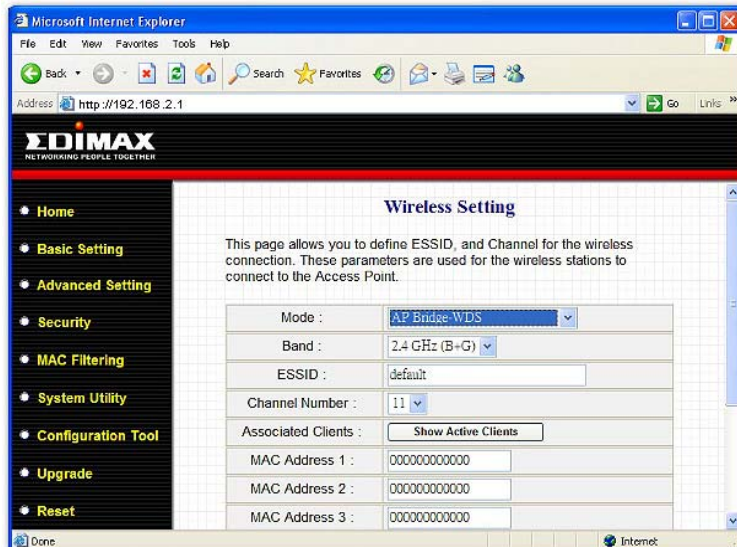 Microsoft Internet Explorer
File Edit View Favorites Tools Help
Back Search Favorites
Address http://192.168.2.1 Go Links »
EDIMAX
NETWORKING PEOPLE TOGETHER
Home
Basic Setting
Advanced Setting
Security
MAC Filtering
System Utility
Configuration Tool
Upgrade
Reset
Wireless Setting
This page allows you to define ESSID, and Channel for the wireless
connection. These parameters are used for the wireless stations to
connect to the Access Point.
Mode : AP Bridge-WDS
Band : 2.4 GHz (B+G)
ESSID : default
Channel Number : 11
Associated Clients : Show Active Clients
MAC Address 1 : 000000000000
MAC Address 2 : 000000000000
MAC Address 3 : 000000000000
Done Internet